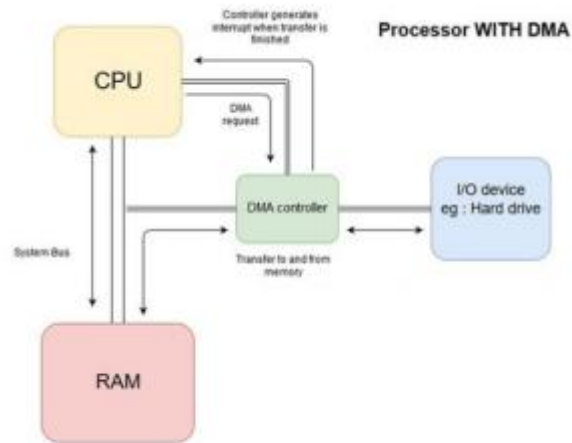 Controller generates
interrupt when transfer is
finished
Processor WITH DMA
CPU
DMA
request
I/O device
eg : Hard drive
DMA controller
System Bus
Transfer to and from
memory
RAM